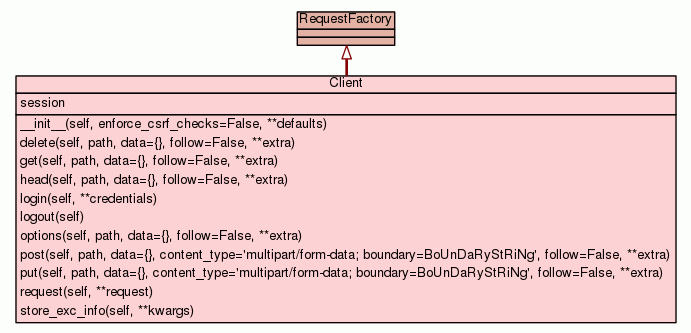 RequestFactory
Client
session
__init__(self, enforce_csrf_checks=False, **defaults)
delete(self, path, data={}, follow=False, **extra)
get(self, path, data={}, follow=False, **extra)
head(self, path, data={}, follow=False, **extra)
login(self, **credentials)
logout(self)
options(self, path, data={}, follow=False, **extra)
post(self, path, data={}, content_type='multipart/form-data; boundary=BoUnDaRyStRiNg', follow=False, **extra)
put(self, path, data={}, content_type='multipart/form-data; boundary=BoUnDaRyStRiNg', follow=False, **extra)
request(self, **request)
store_exc_info(self, **kwargs)